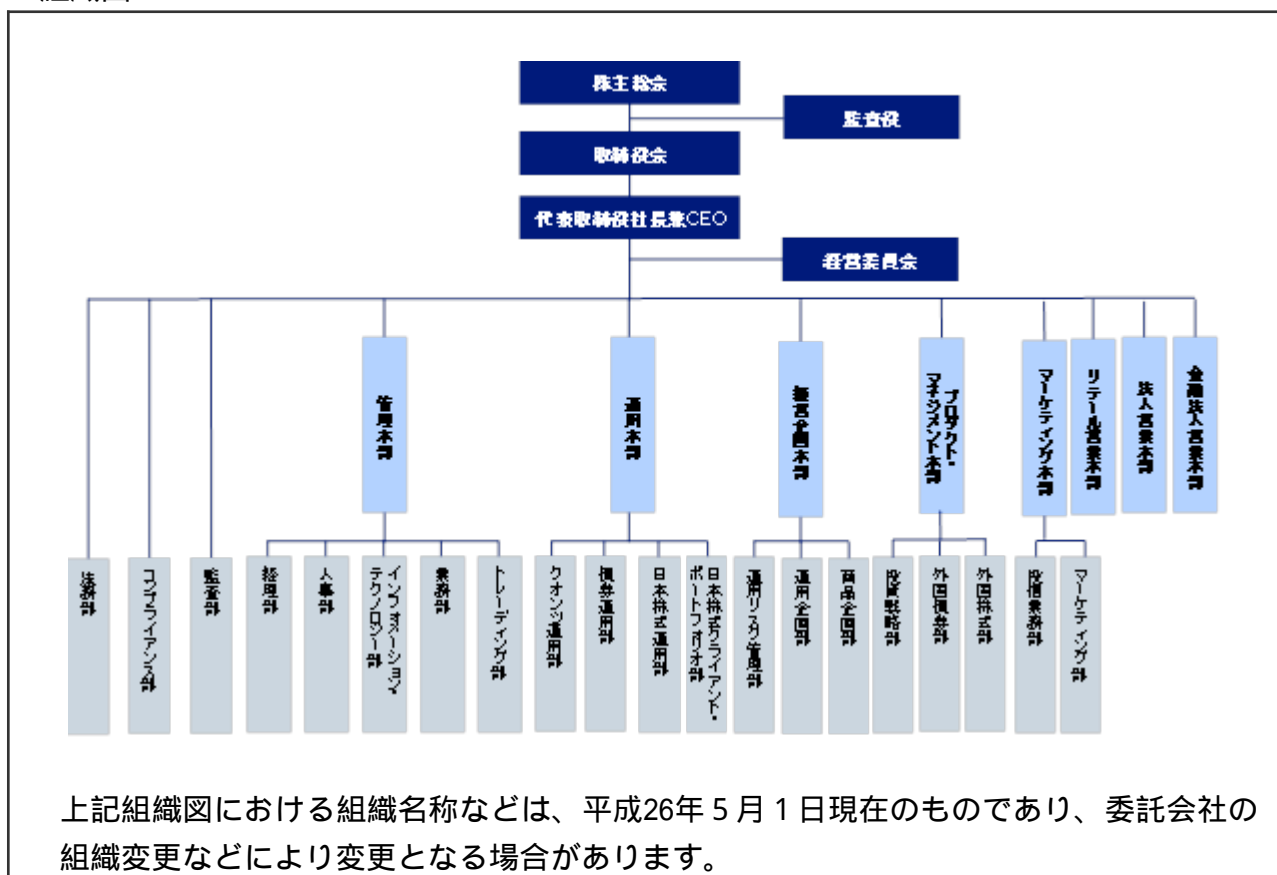 株主総会
監査役
取締役会
代表取締役社長兼CEO
経営委員会
管理本部
運用本部
経営企画本部
プロダクト・
マネジメント本部
マーケティング本部
リテール営業本部
法人営業本部
金融法人営業本部
法務部
コンプライアンス部
監査部
経理部
人事部
インフォメーション・
テクノロジー部
業務部
トレーディング部
クオンツ運用部
債券運用部
日本株式運用部
日本株式クライアント・
ポートフォリオ部
運用リスク管理部
運用企画部
商品企画部
投資戦略部
外国債券部
外国株式部
投信業務部
マーケティング部
上記組織図における組織名称などは、平成26年5月1日現在のものであり、委託会社の
組織変更などにより変更となる場合があります。